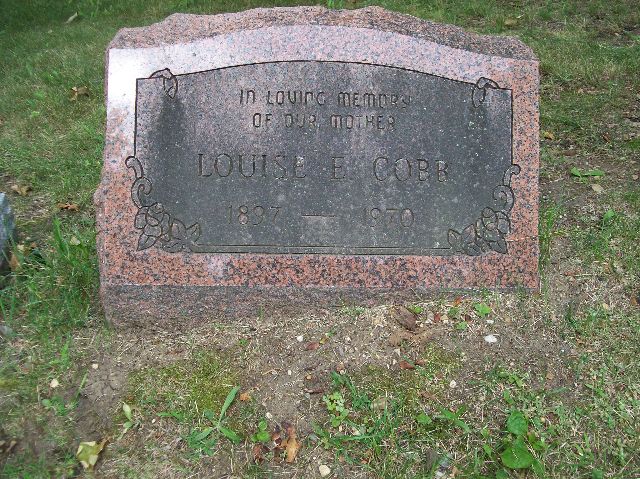 IN LOVING MEMORY
OF OUR MOTHER
LOUISE E. COBB
1897 — 1970